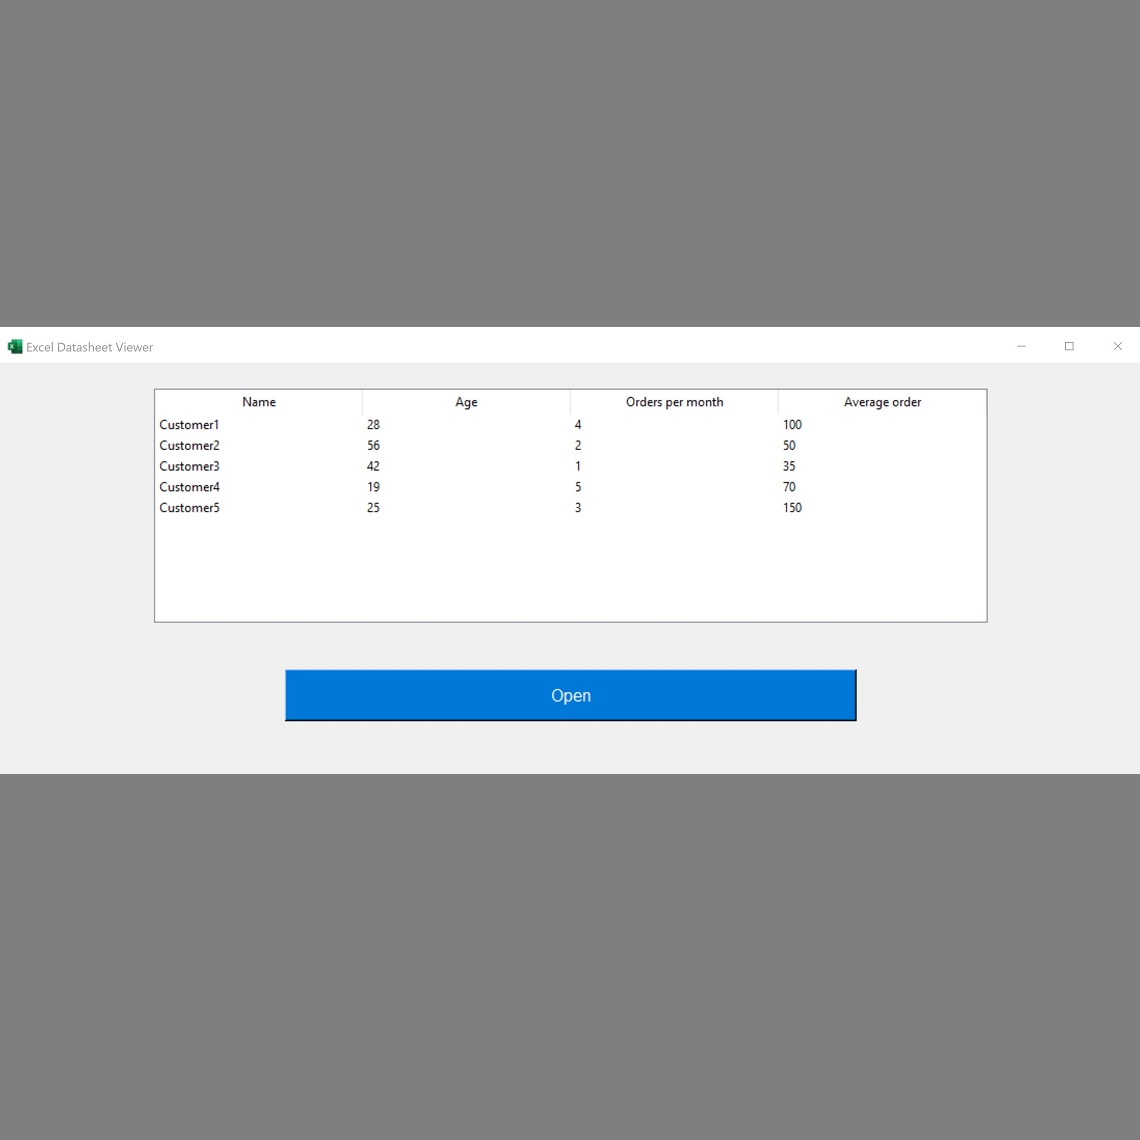 Excel Datasheet Viewer
Name Age Orders per month Average order
Customer1 28 4 100
Customer2 56 2 50
Customer3 42 1 35
Customer4 19 5 70
Customer5 25 3 150
Open